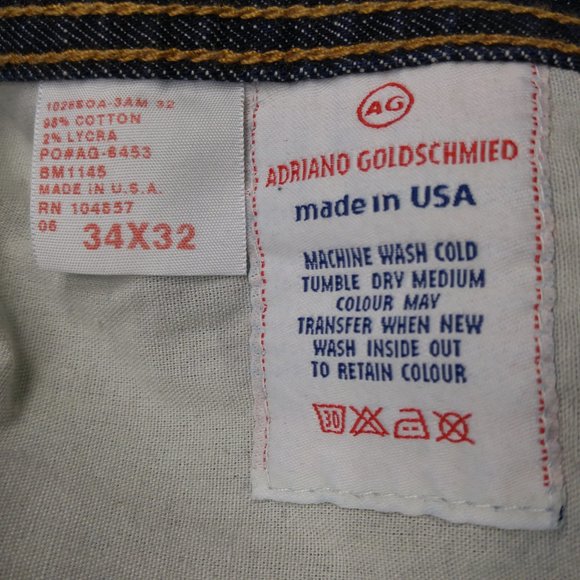 1028SOA-3AM 32
98% COTTON
2% LYCRA
PO#AG-6453
BM1145
MADE IN U.S.A.
RN 104657
06
34X32
AG
ADRIANO GOLDSCHMIED
made in USA
MACHINE WASH COLD
TUMBLE DRY MEDIUM
COLOUR MAY
TRANSFER WHEN NEW
WASH INSIDE OUT
TO RETAIN COLOUR
30